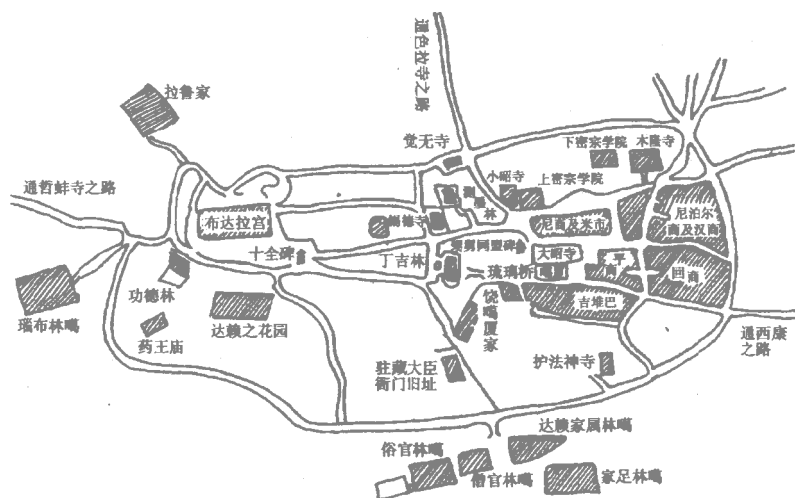 通色拉寺之路
拉鲁家
觉无寺
下密宗学院
木隆寺
小昭寺
上密宗学院
通哲蚌寺之路
布达拉宫
林
尼商及米市
尼泊尔
商及汉商
十全碑
丁吉林
大昭寺
琉璃桥
回
商
功德林
饶噶厦家
吉堆巴
瑙布林噶
药王庙
达赖之花园
通西康
之路
驻藏大臣
衙门旧址
护法神寺
达赖家属林噶
俗官林噶
僧官林噶
家足林噶